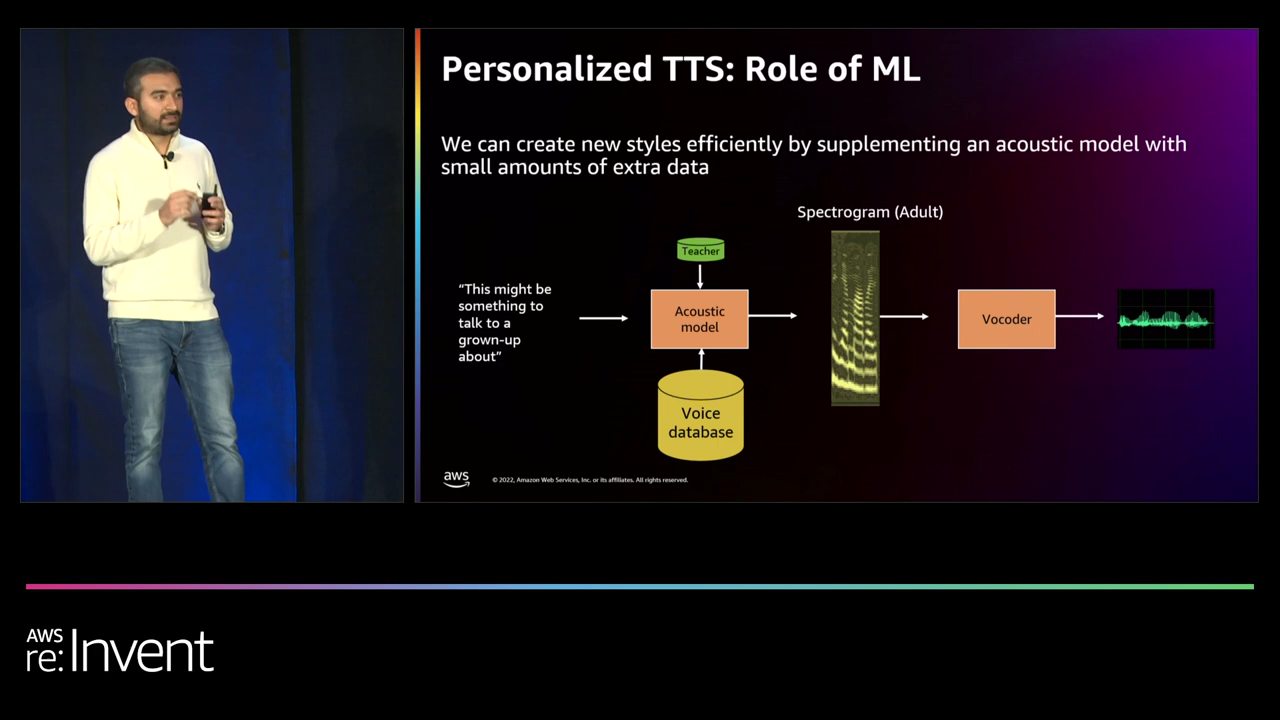 Personalized TTS: Role of ML
We can create new styles efficiently by supplementing an acoustic model with
small amounts of extra data
Spectrogram (Adult)
Teacher
“This might be
something to
talk to a
grown-up
about”
Acoustic
model
Vocoder
Voice
database
aws
© 2022, Amazon Web Services, Inc. or its affiliates. All rights reserved.
AWS
re:Invent